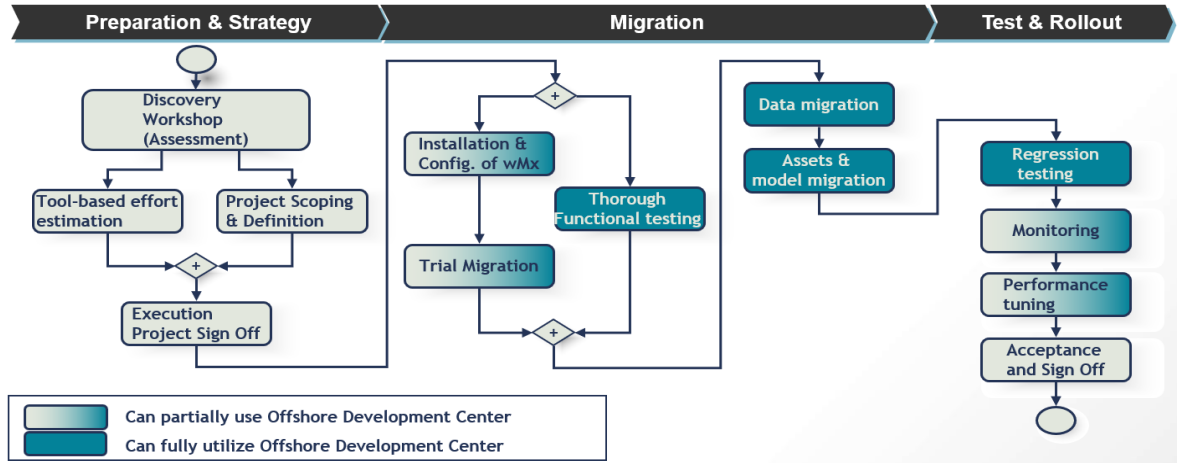 Preparation & Strategy
Migration
Test & Rollout
Discovery
Workshop
(Assessment)
Tool-based effort
estimation
Project Scoping
& Definition
+
Execution
Project Sign Off
+
Installation &
Config. of wMx
Thorough
Functional testing
Trial Migration
+
Data migration
Assets &
model migration
Regression
testing
Monitoring
Performance
tuning
Acceptance
and Sign Off
Can partially use Offshore Development Center
Can fully utilize Offshore Development Center